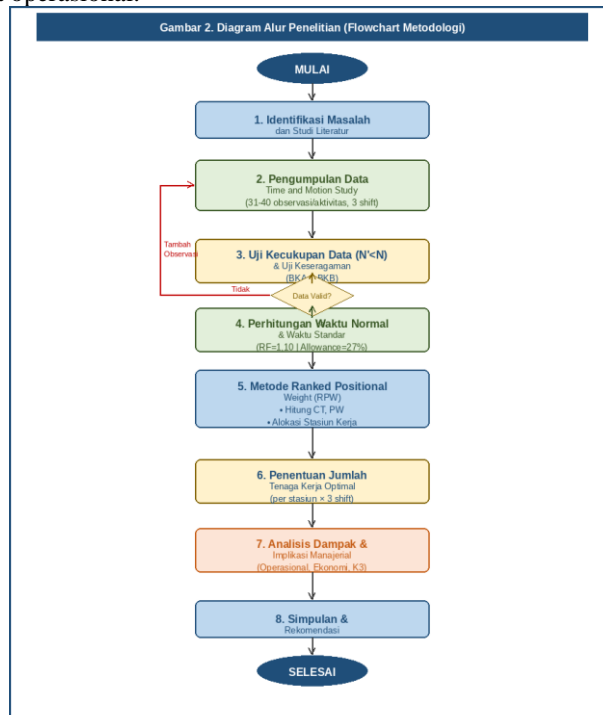 operasional.
Gambar 2. Diagram Alur Penelitian (Flowchart Metodologi)
MULAI
1. Identifikasi Masalah
dan Studi Literatur
2. Pengumpulan Data
Time and Motion Study
(31-40 observasi/aktivitas, 3 shift)
Tambah
Observasi
3. Uji Kecukupan Data (N'<N)
& Uji Keseragaman
(BKA BKB)
Tidak
Data Valid?
4. Perhitungan Waktu Normal
& Waktu Standar
(RF=1.10 | Allowance=27%)
5. Metode Ranked Positional
Weight (RPW)
• Hitung CT, PW
• Alokasi Stasiun Kerja
6. Penentuan Jumlah
Tenaga Kerja Optimal
(per stasiun × 3 shift)
7. Analisis Dampak &
Implikasi Manajerial
(Operasional, Ekonomi, K3)
8. Simpulan &
Rekomendasi
SELESAI